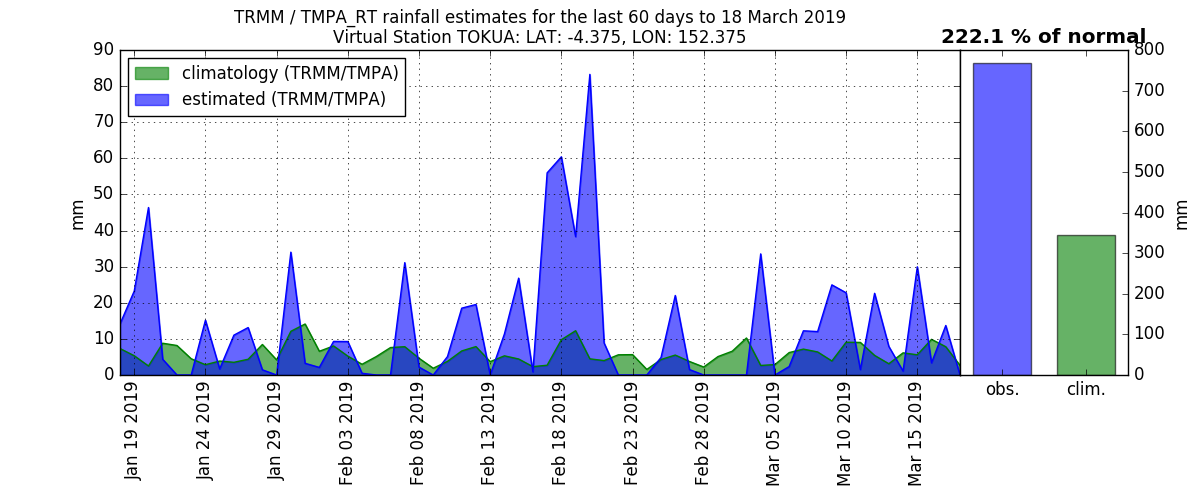 TRMM / TMPA_RT rainfall estimates for the last 60 days to 18 March 2019
Virtual Station TOKUA: LAT: -4.375, LON: 152.375
222.1 % of normal
climatology (TRMM/TMPA)
estimated (TRMM/TMPA)
mm
90
80
70
60
50
40
30
20
10
0
Jan 19 2019
Jan 24 2019
Jan 29 2019
Feb 03 2019
Feb 08 2019
Feb 13 2019
Feb 18 2019
Feb 23 2019
Feb 28 2019
Mar 05 2019
Mar 10 2019
Mar 15 2019
800
700
600
500
400
300
200
100
0
mm
obs.
clim.